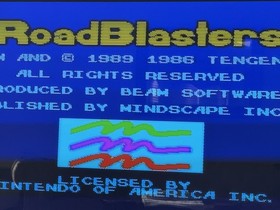 RoadBlasters
AND © 1989 1986 TENGEN
ALL RIGHTS RESERVED
RODUCED BY BEAM SOFTWARE
BLISHED BY MINDSCAPE INC
LICENSED BY
INTENDO OF AMERICA INC.